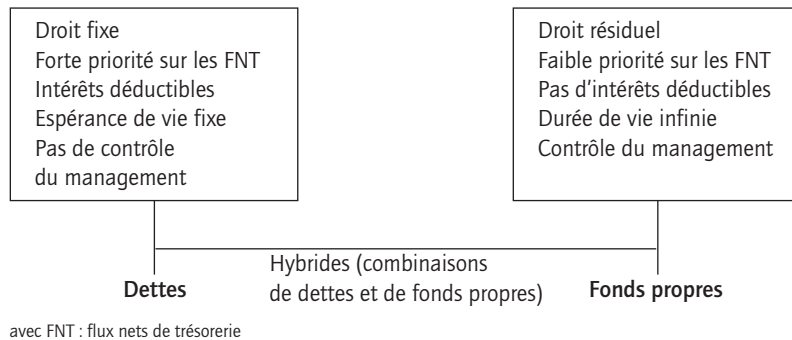 Droit fixe
Forte priorité sur les FNT
Intérêts déductibles
Espérance de vie fixe
Pas de contrôle
du management
Droit résiduel
Faible priorité sur les FNT
Pas d'intérêts déductibles
Durée de vie infinie
Contrôle du management
Hybrides (combinaisons
de dettes et de fonds propres)
Dettes
Fonds propres
avec FNT : flux nets de trésorerie